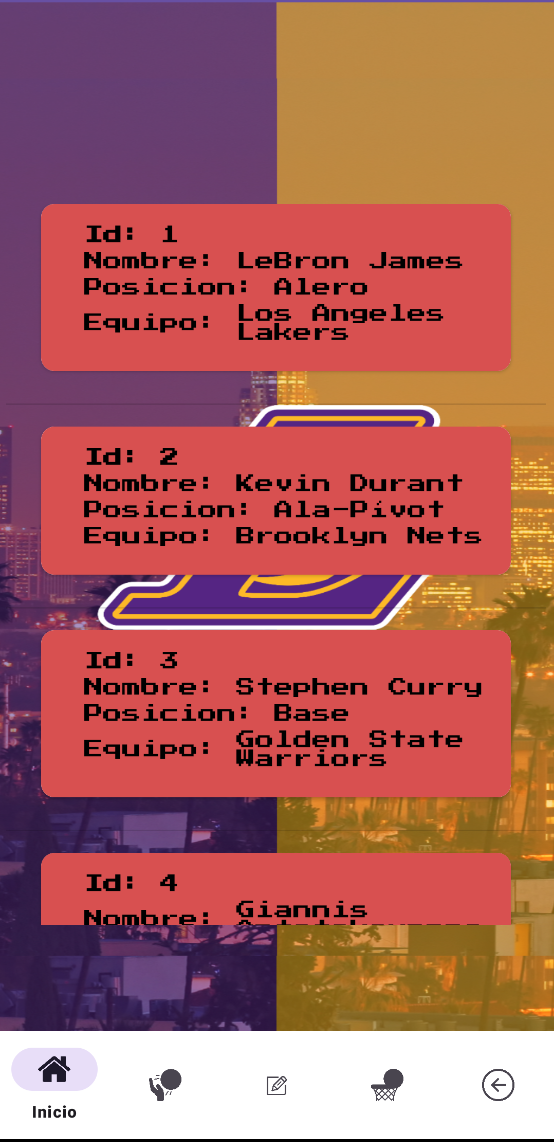 Id: 1
Nombre: LeBron James
Posicion: Alero
Equipo: Los Angeles
Lakers
Id: 2
Nombre: Kevin Durant
Posicion: Ala-Pívot
Equipo: Brooklyn Nets
Id: 3
Nombre: Stephen Curry
Posicion: Base
Equipo: Golden State
Warriors
Id: 4
Nombre: Giannis
Inicio